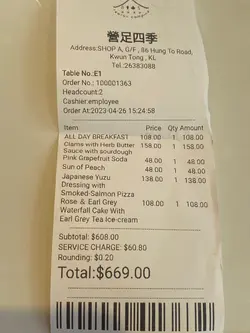 營足四季
Address:SHOP A, G/F , 86 Hung To Road,
Kwun Tong , KL
Tel.:26383088
Table No.:E1
Order No.: 100001363
Headcount:2
Cashier:employee
Order At:2023-04-26 15:24:58
Item Price Qty Amount
ALL DAY BREAKFAST 108.00 1 108.00
Clams with Herb Butter 158.00 1 158.00
Sauce with sourdough
Pink Grapefruit Soda 48.00 1 48.00
Sun of Peach 48.00 1 48.00
Japanese Yuzu 138.00 1 138.00
Dressing with
Smoked-Salmon Pizza
Rose & Earl Grey 108.00 1 108.00
Waterfall Cake With
Earl Grey Tea Ice-cream
Subtotal: $608.00
SERVICE CHARGE: $60.80
Rounding: $0.20
Total:$669.00